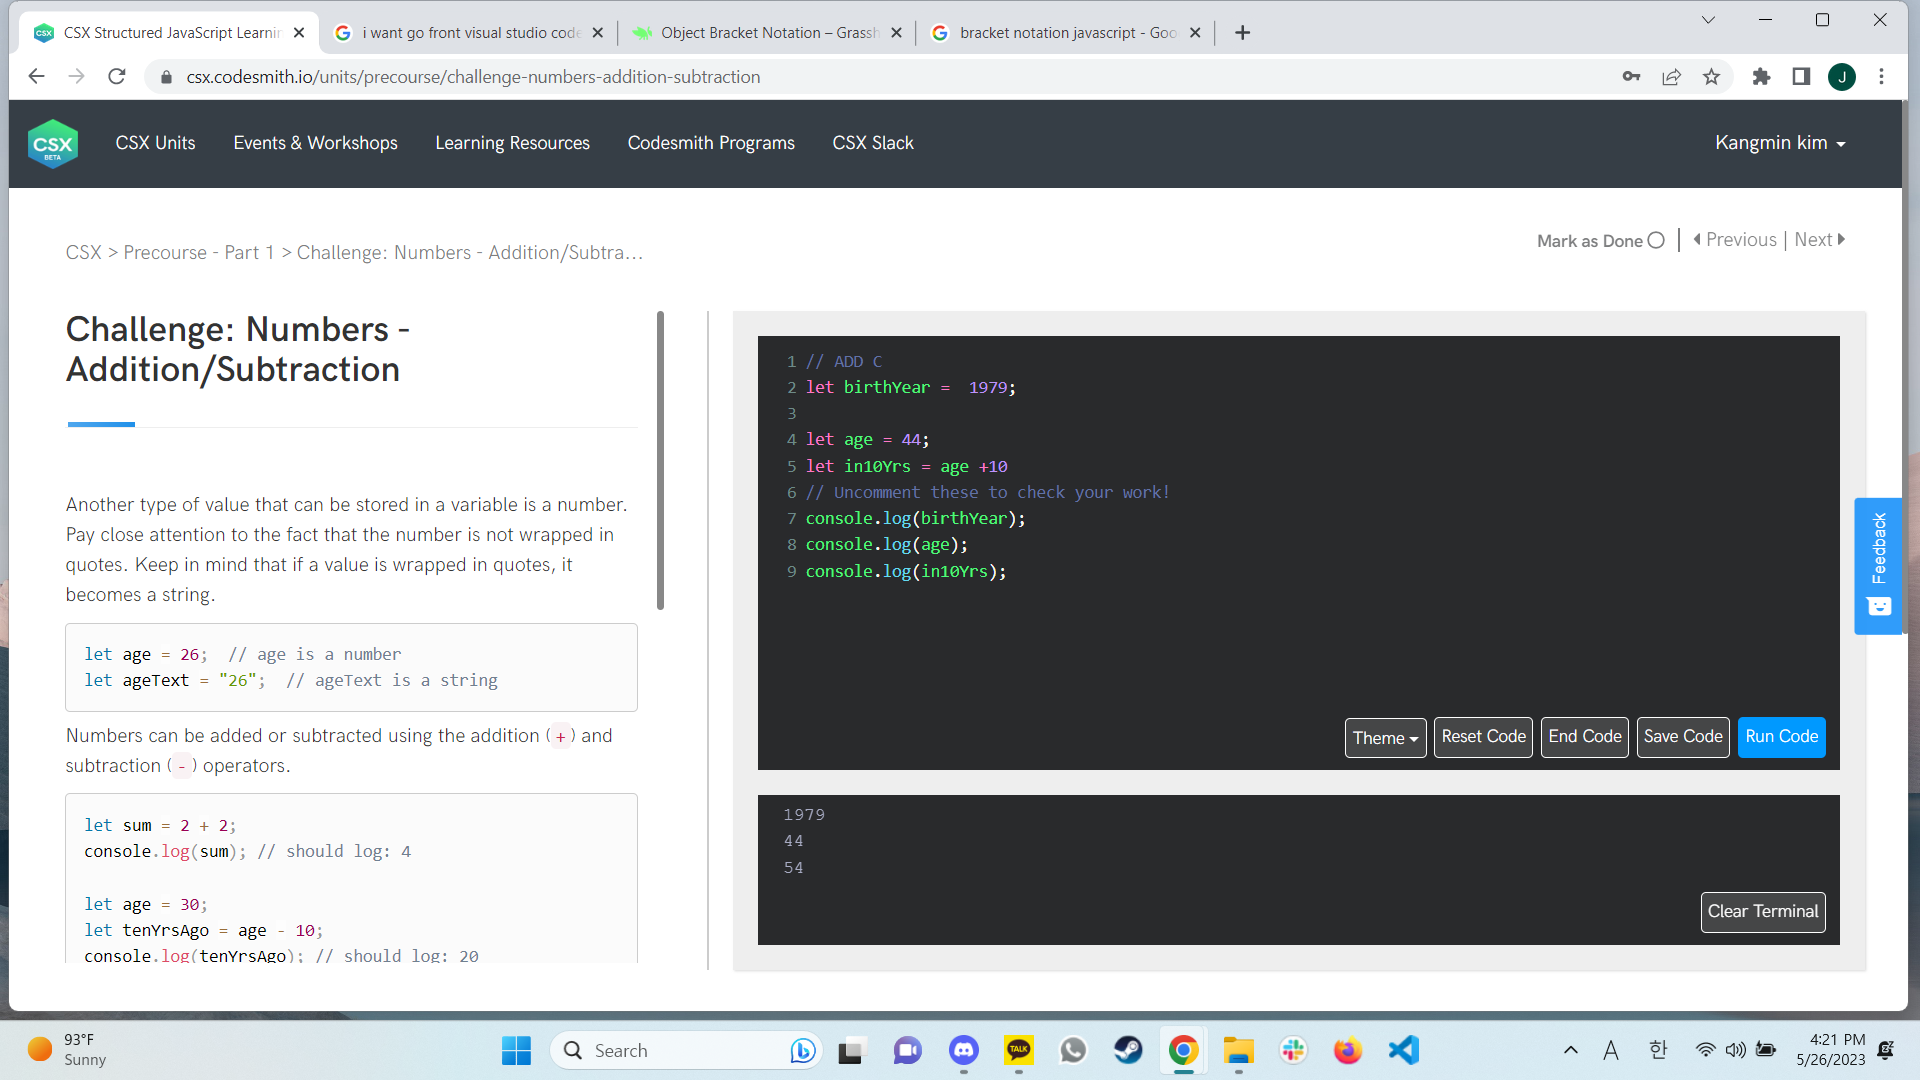 CSX Structured JavaScript Learnin
i want go front visual studio code
Object Bracket Notation – Grassh
bracket notation javascript - Goo
csx.codesmith.io/units/precourse/challenge-numbers-addition-subtraction
J
CSX
BETA
CSX Units
Events & Workshops
Learning Resources
Codesmith Programs
CSX Slack
Kangmin kim
CSX > Precourse - Part 1 > Challenge: Numbers - Addition/Subtra...
Mark as Done
Previous | Next
Challenge: Numbers -
Addition/Subtraction
Another type of value that can be stored in a variable is a number.
Pay close attention to the fact that the number is not wrapped in
quotes. Keep in mind that if a value is wrapped in quotes, it
becomes a string.
let age = 26;  // age is a number
let ageText = "26";  // ageText is a string
Numbers can be added or subtracted using the addition (+) and
subtraction (-) operators.
let sum = 2 + 2;
console.log(sum); // should log: 4
let age = 30;
let tenYrsAgo = age - 10;
console.log(tenYrsAgo); // should log: 20
1 // ADD C
2 let birthYear =  1979;
3
4 let age = 44;
5 let in10Yrs = age +10
6 // Uncomment these to check your work!
7 console.log(birthYear);
8 console.log(age);
9 console.log(in10Yrs);
Theme
Reset Code
End Code
Save Code
Run Code
1979
44
54
Clear Terminal
Feedback
93°F
Sunny
Search
TALK
A
한
4:21 PM
5/26/2023